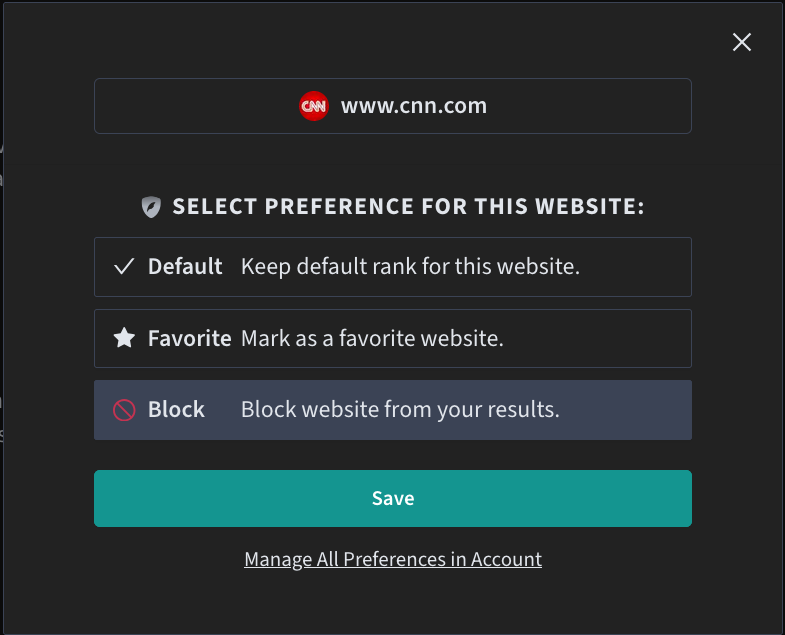 CNN www.cnn.com
SELECT PREFERENCE FOR THIS WEBSITE:
Default Keep default rank for this website.
Favorite Mark as a favorite website.
Block Block website from your results.
Save
Manage All Preferences in Account